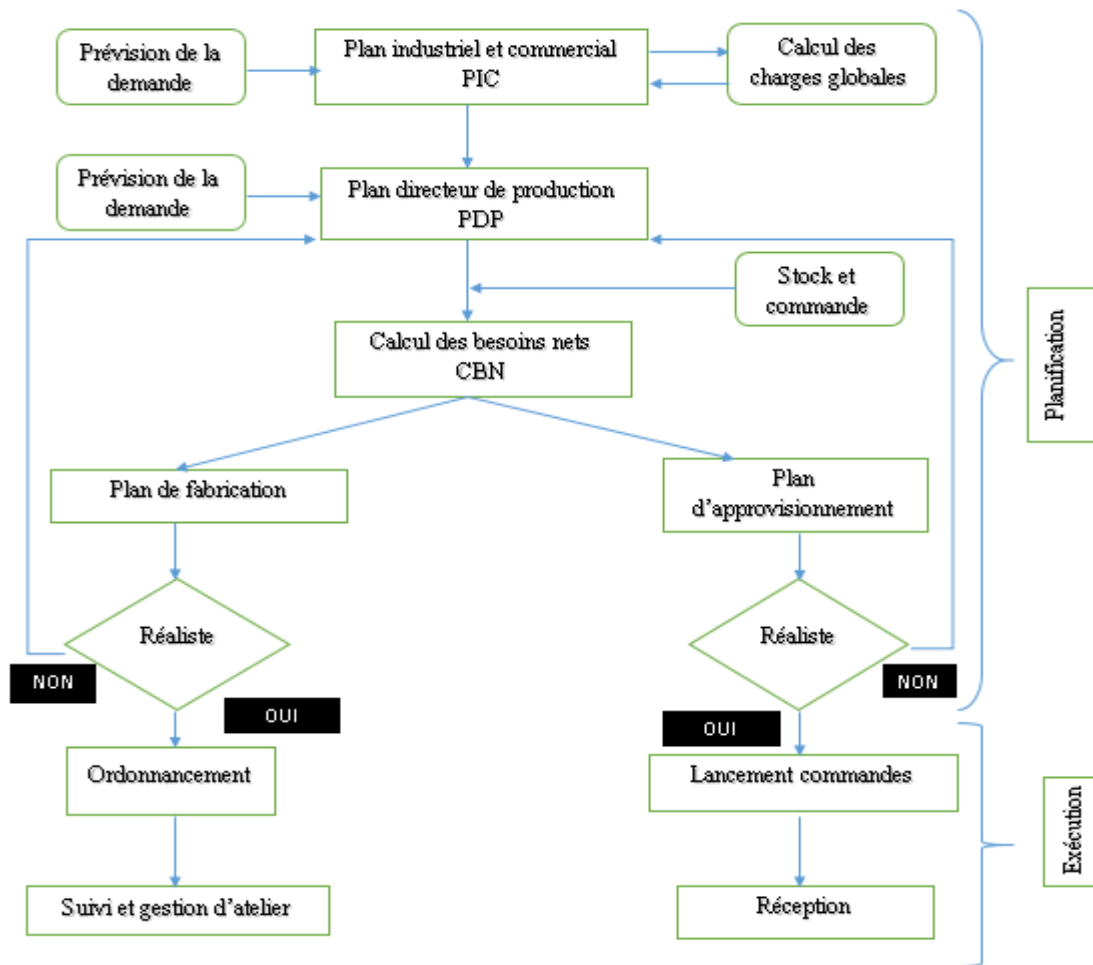 Prévision de la
demande
Plan industriel et commercial
PIC
Calcul des
charges globales
Prévision de la
demande
Plan directeur de production
PDP
Stock et
commande
Calcul des besoins nets
CBN
Planification
Plan de fabrication
Plan
d’approvisionnement
Réaliste
Réaliste
NON
NON
OUI
OUI
Ordonnancement
Lancement commandes
Exécution
Suivi et gestion d’atelier
Réception